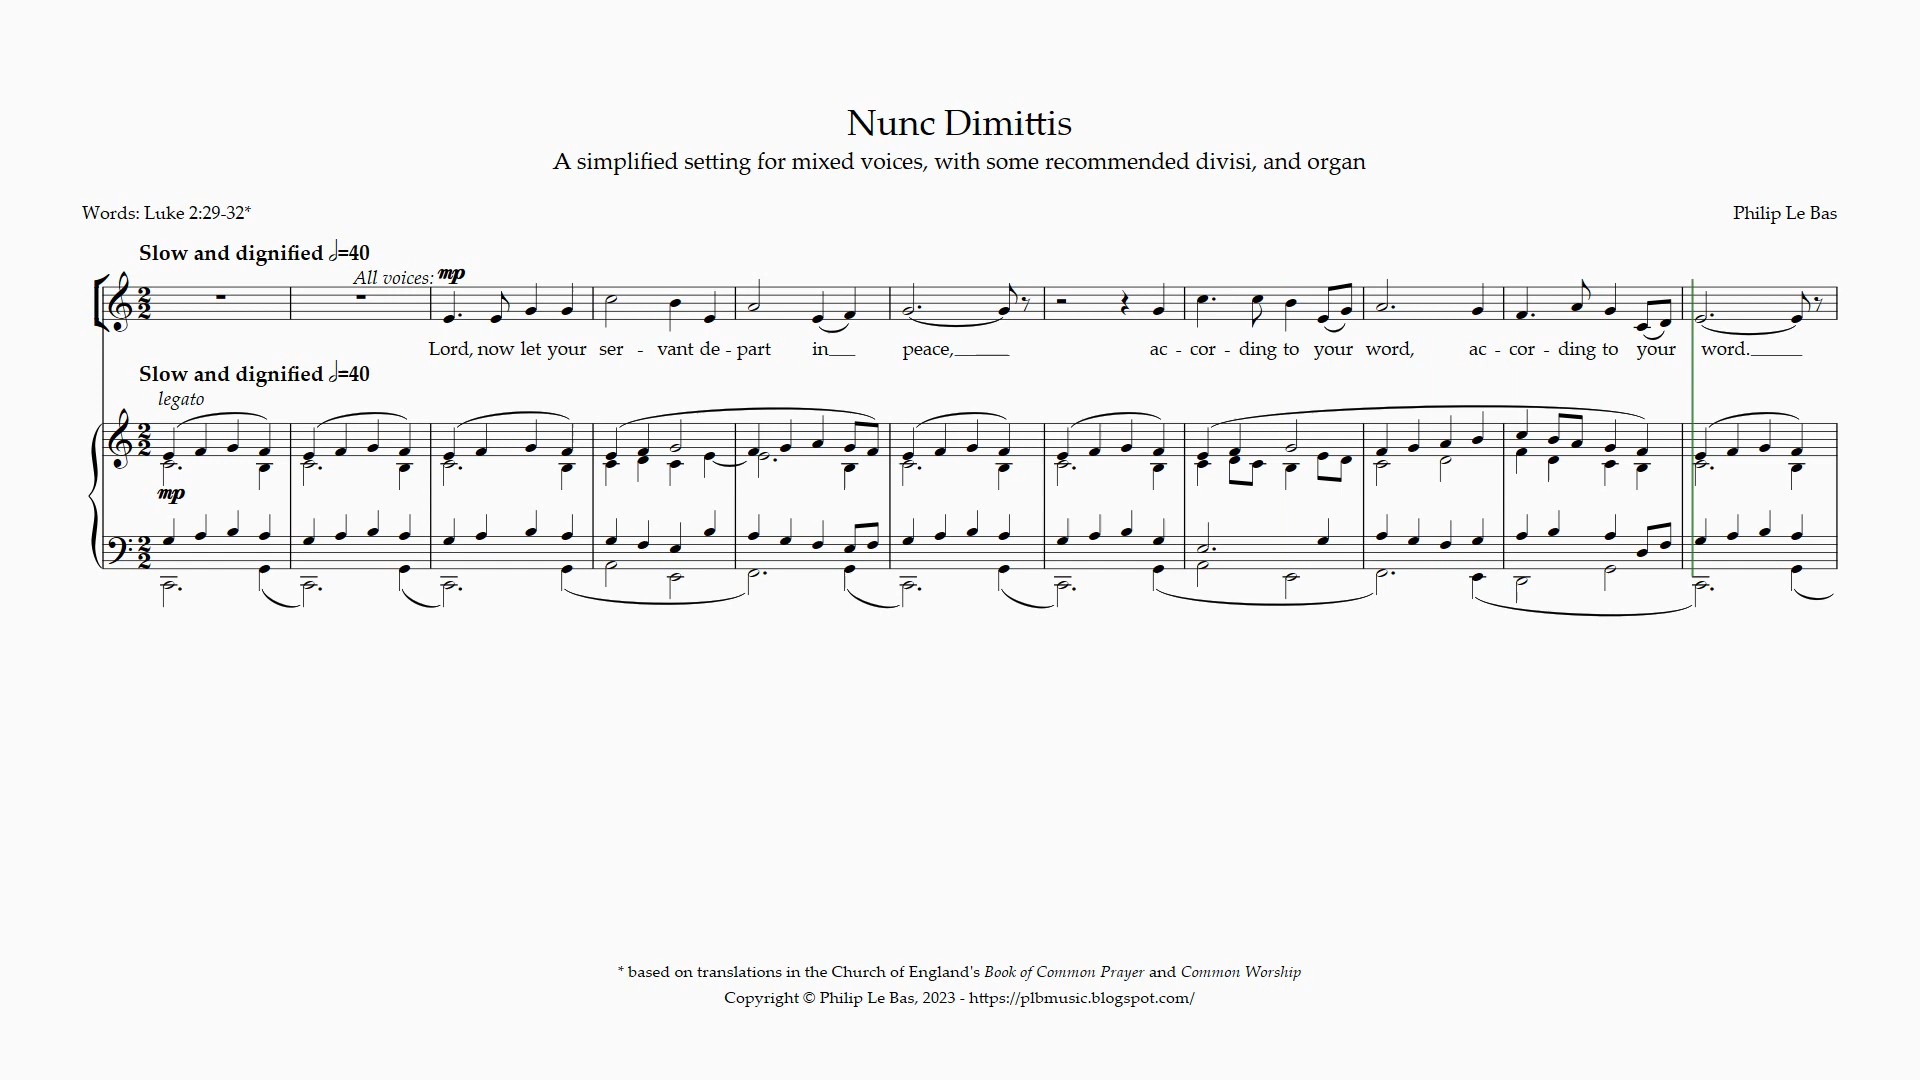 Nunc Dimittis
A simplified setting for mixed voices, with some recommended divisi, and organ
Words: Luke 2:29-32*
Philip Le Bas
Slow and dignified 𝅗𝅥=40
All voices: mp
Lord, now let your ser - vant de - part in___ peace,______ ac - cor - ding to your word, ac - cor - ding to your word.______
Slow and dignified 𝅗𝅥=40
legato
mp
* based on translations in the Church of England's Book of Common Prayer and Common Worship
Copyright © Philip Le Bas, 2023 - https://plbmusic.blogspot.com/